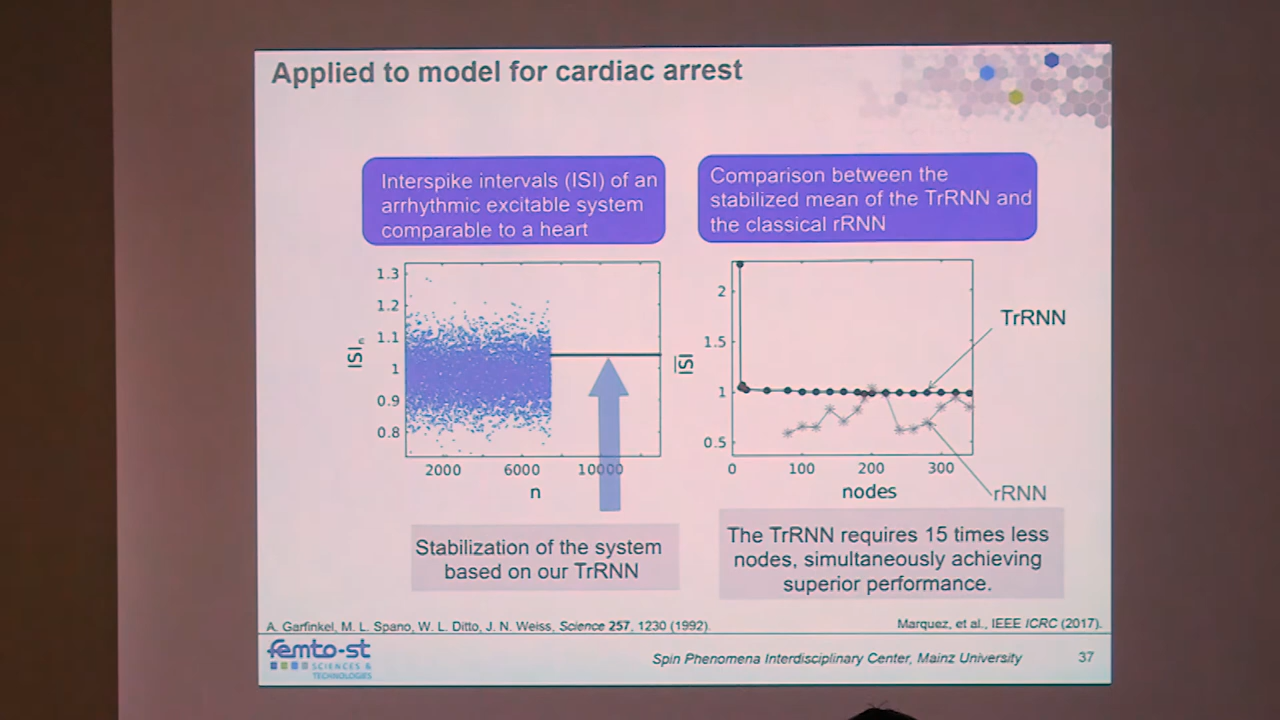 Applied to model for cardiac arrest
Interspike intervals (ISI) of an
arrhythmic excitable system
comparable to a heart
Comparison between the
stabilized mean of the TrRNN and
the classical rRNN
1.3
1.2
1.1
1
0.9
0.8
ISIn
2000
6000
10000
n
2
1.5
1
0.5
ISI
0
100
200
300
nodes
TrRNN
rRNN
Stabilization of the system
based on our TrRNN
The TrRNN requires 15 times less
nodes, simultaneously achieving
superior performance.
A. Garfinkel, M. L. Spano, W. L. Ditto, J. N. Weiss, Science 257, 1230 (1992).
Marquez, et al., IEEE ICRC (2017).
femto-st
SCIENCES &
TECHNOLOGIES
Spin Phenomena Interdisciplinary Center, Mainz University
37